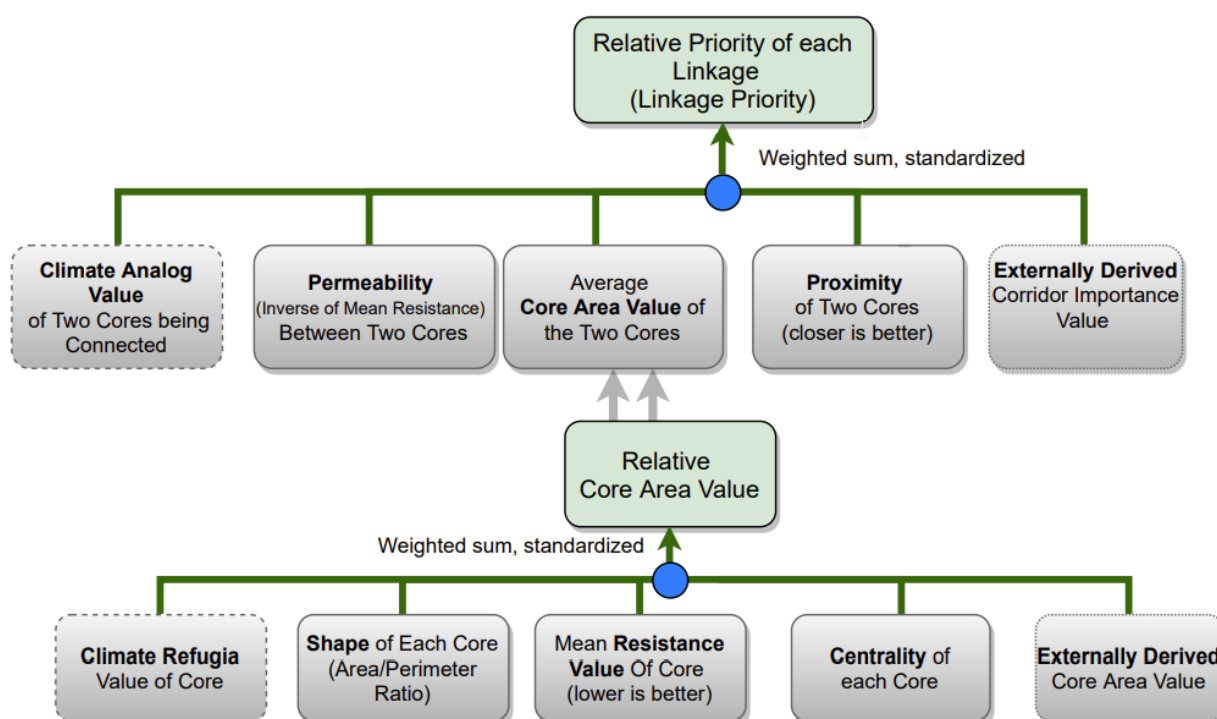 Relative Priority of each
Linkage
(Linkage Priority)
Weighted sum, standardized
Climate Analog
Value
of Two Cores being
Connected
Permeability
(Inverse of Mean Resistance)
Between Two Cores
Average
Core Area Value of
the Two Cores
Proximity
of Two Cores
(closer is better)
Externally Derived
Corridor Importance
Value
Relative
Core Area Value
Weighted sum, standardized
Climate Refugia
Value of Core
Shape of Each Core
(Area/Perimeter
Ratio)
Mean Resistance
Value Of Core
(lower is better)
Centrality of
each Core
Externally Derived
Core Area Value